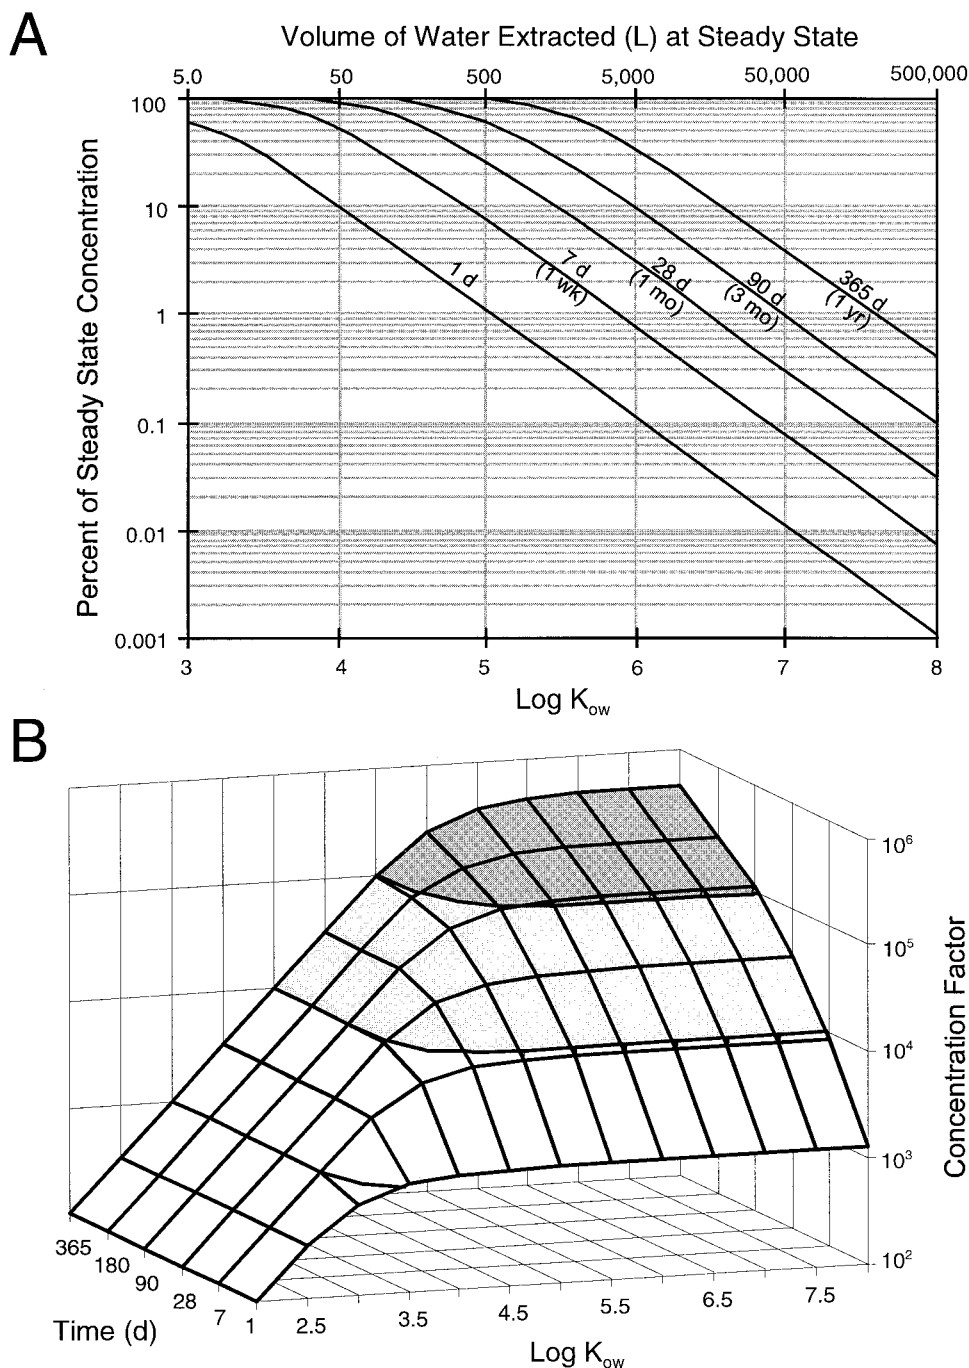 A
Volume of Water Extracted (L) at Steady State
5.0 50 500 5,000 50,000 500,000
Percent of Steady State Concentration
100
10
1
0.1
0.01
0.001
1 d
7 d
(1 wk)
28 d
(1 mo)
90 d
(3 mo)
365 d
(1 yr)
3 4 5 6 7 8
Log Kow
B
10⁶
10⁵
10⁴
10³
10²
Concentration Factor
365
180
90
28
7
1
Time (d)
2.5 3.5 4.5 5.5 6.5 7.5
Log Kow